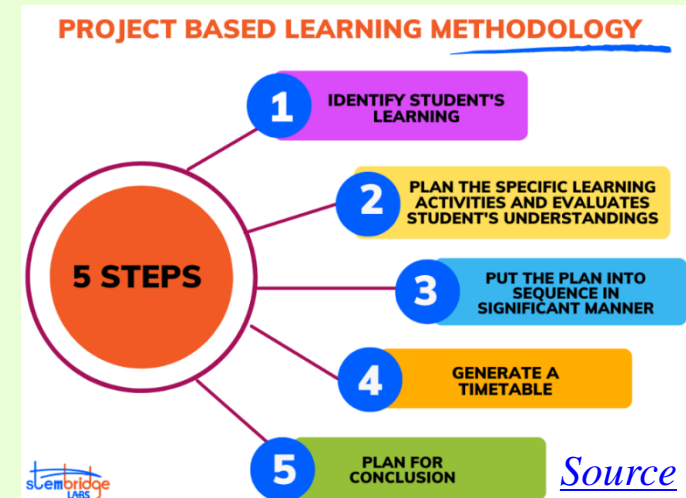 PROJECT BASED LEARNING METHODOLOGY
1
IDENTIFY STUDENT'S
LEARNING
2
PLAN THE SPECIFIC LEARNING
ACTIVITIES AND EVALUATES
STUDENT'S UNDERSTANDINGS
5 STEPS
3
PUT THE PLAN INTO
SEQUENCE IN
SIGNIFICANT MANNER
4
GENERATE A
TIMETABLE
5
PLAN FOR
CONCLUSION
stembridge
LABS
Source